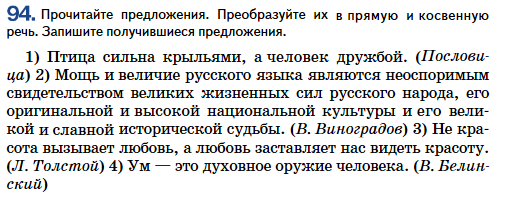 94. Прочитайте предложения. Преобразуйте их в прямую и косвенную
речь. Запишите получившиеся предложения.
1) Птица сильна крыльями, а человек дружбой. (Послови-
ца) 2) Мощь и величие русского языка являются неоспоримым
свидетельством великих жизненных сил русского народа, его
оригинальной и высокой национальной культуры и его вели-
кой и славной исторической судьбы. (В. Виноградов) 3) Не кра-
сота вызывает любовь, а любовь заставляет нас видеть красоту.
(Л. Толстой) 4) Ум — это духовное оружие человека. (В. Белин-
ский)